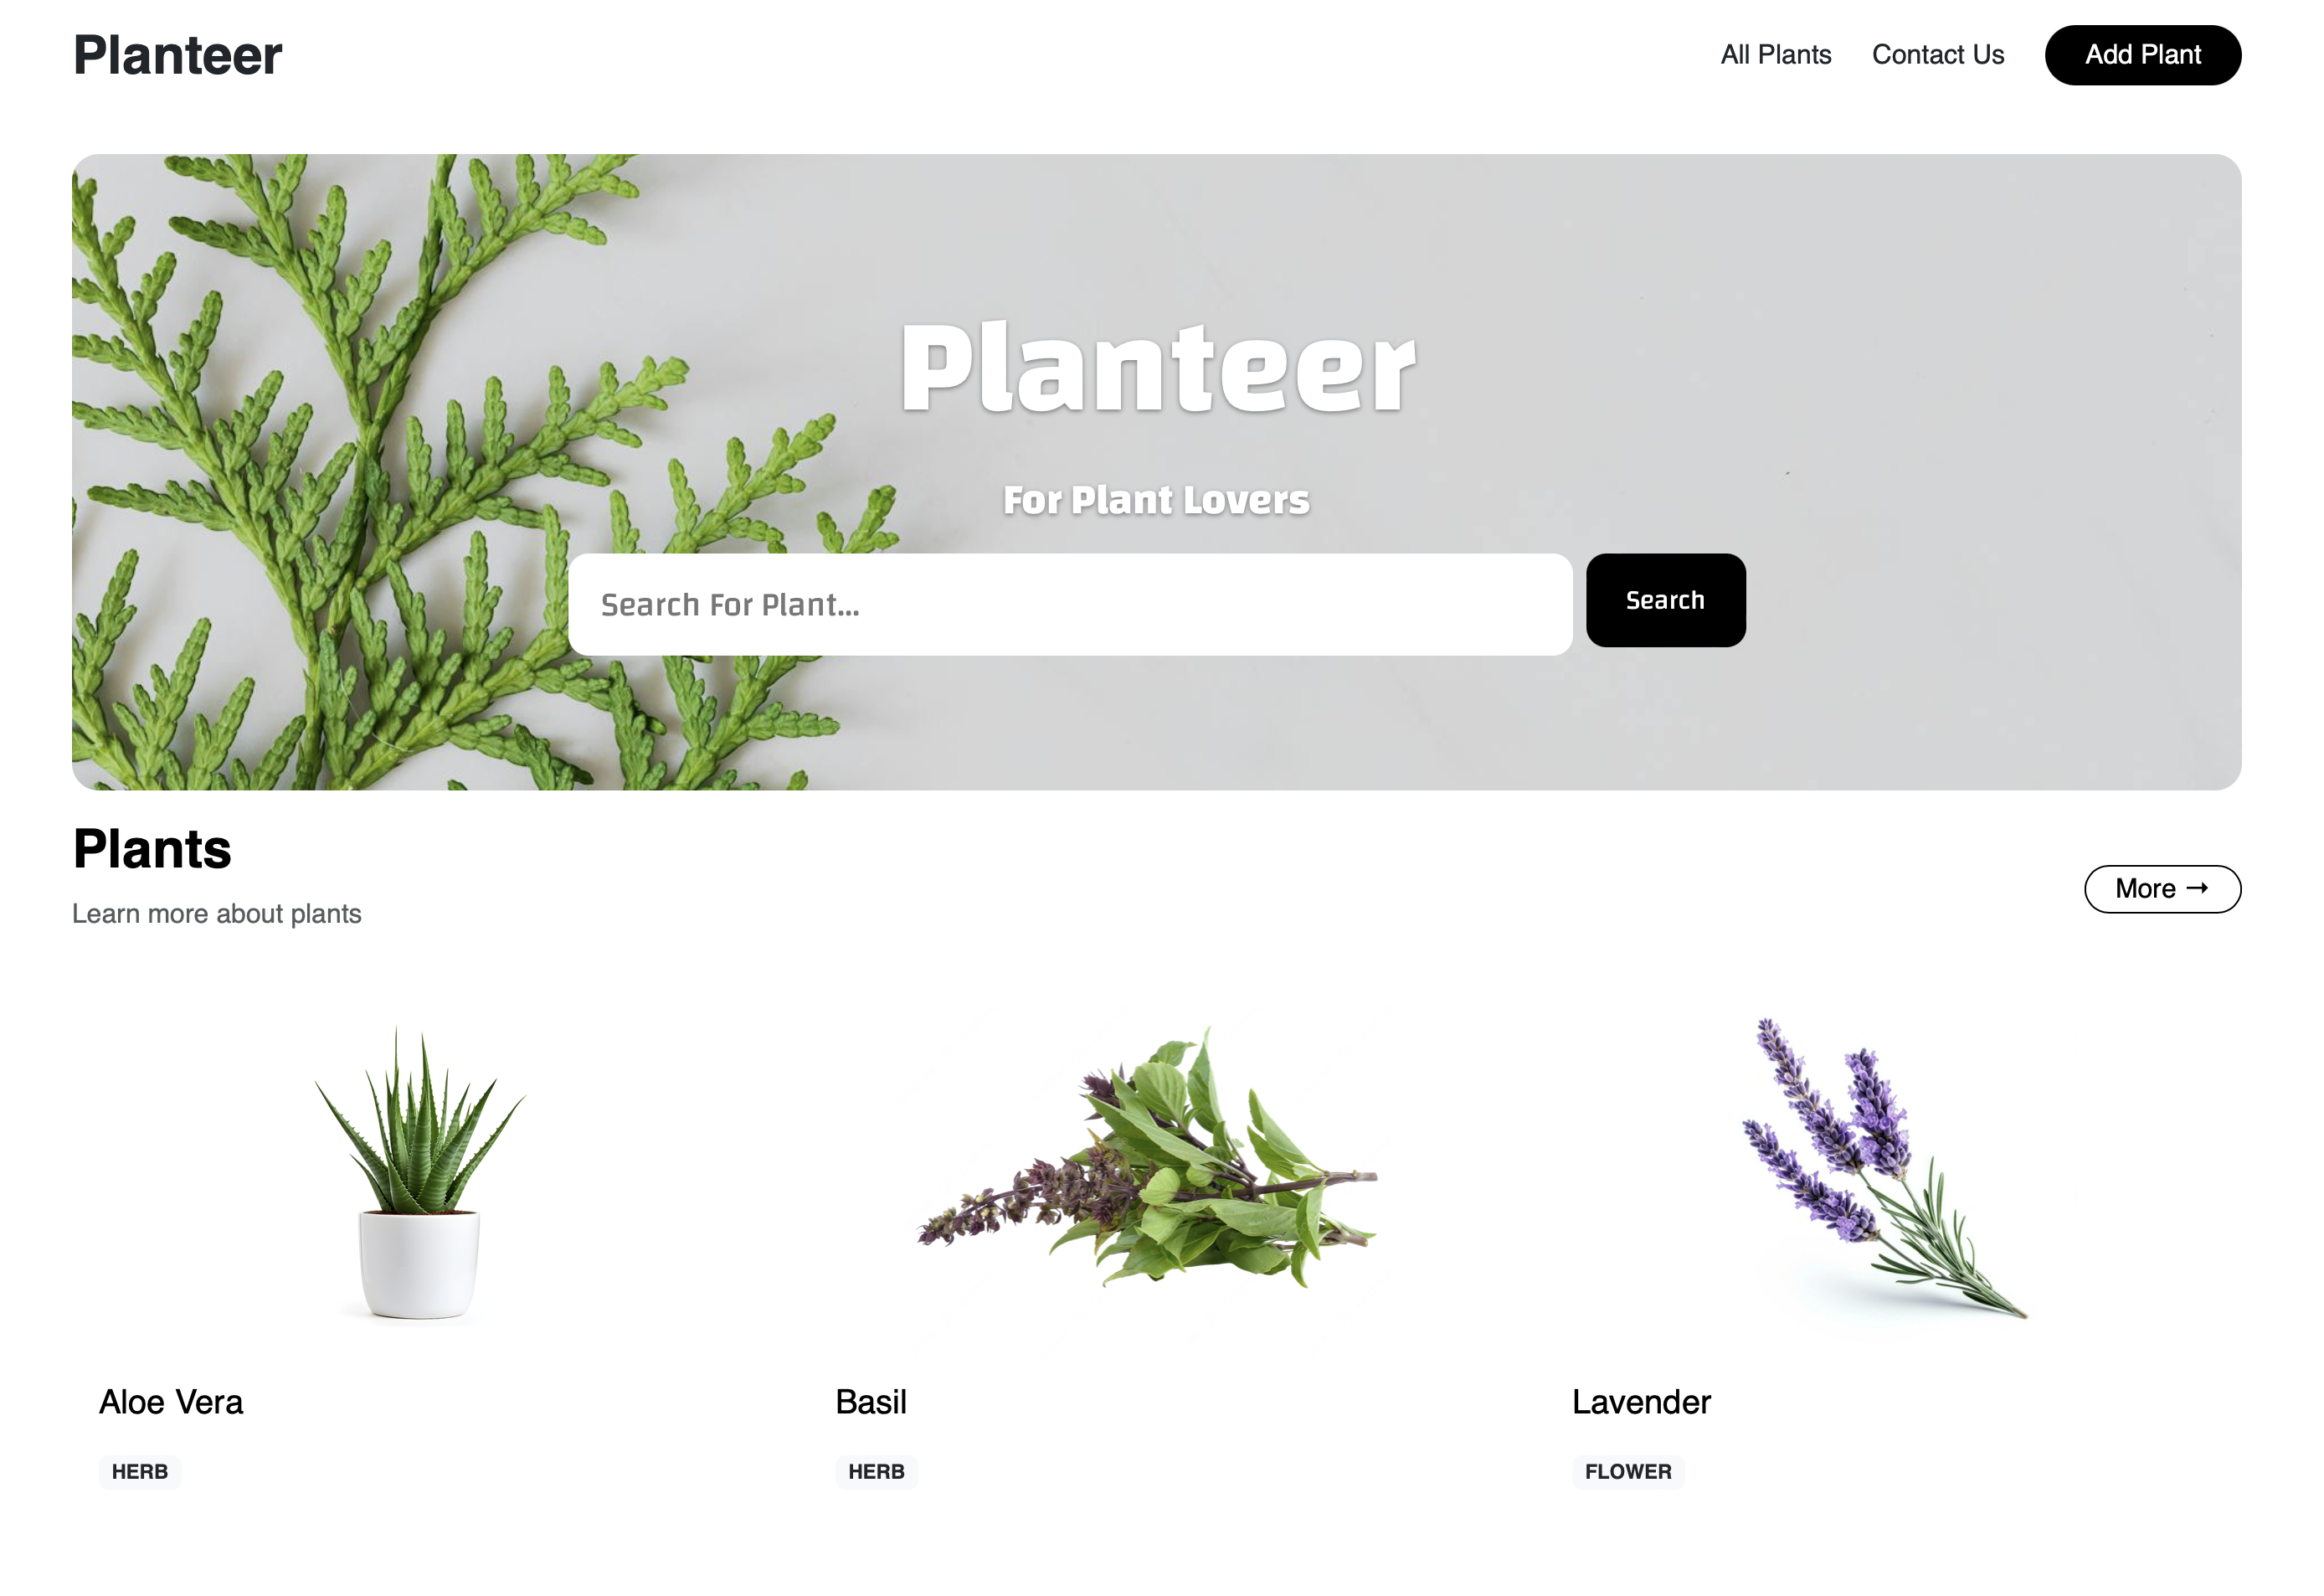 Planteer
All Plants Contact Us Add Plant
Planteer
For Plant Lovers
Search For Plant...
Search
Plants
Learn more about plants
More →
Aloe Vera
HERB
Basil
HERB
Lavender
FLOWER